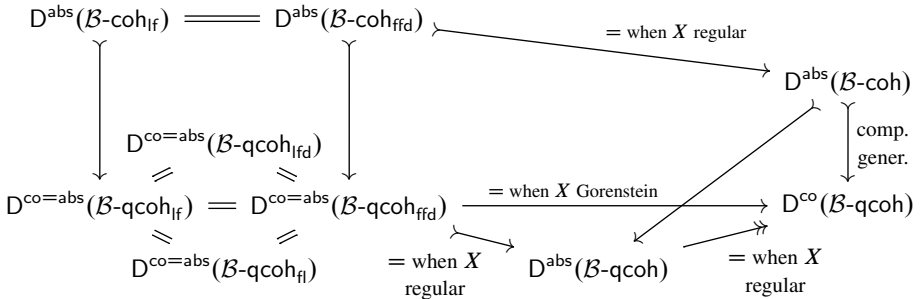 D^abs(𝓑-coh_lf) D^abs(𝓑-coh_ffd)
= when X regular
D^abs(𝓑-coh)
comp.
gener.
D^co=abs(𝓑-qcoh_lfd)
D^co=abs(𝓑-qcoh_lf) D^co=abs(𝓑-qcoh_ffd) = when X Gorenstein D^co(𝓑-qcoh)
D^co=abs(𝓑-qcoh_fl) = when X D^abs(𝓑-qcoh) = when X
regular regular